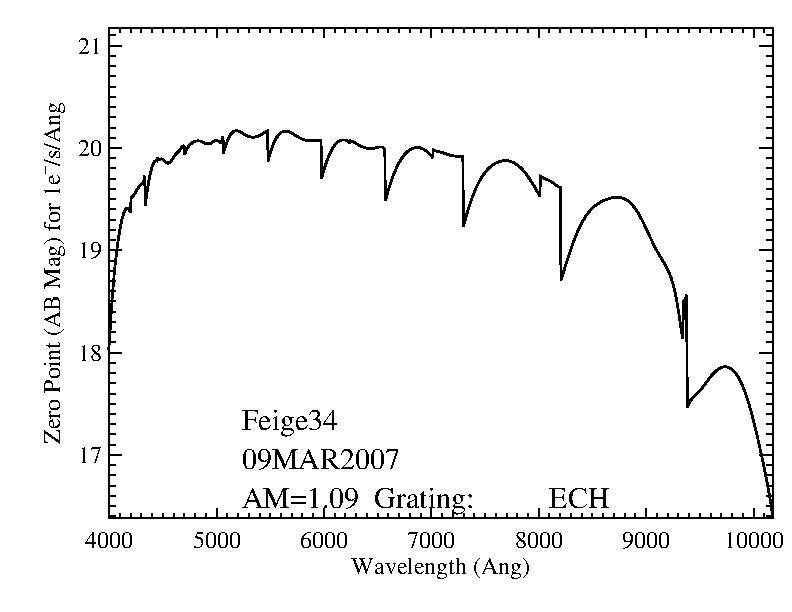 21
20
19
18
17
Zero Point (AB Mag) for 1e⁻/s/Ang
Feige34
09MAR2007
AM=1.09 Grating: ECH
4000 5000 6000 7000 8000 9000 10000
Wavelength (Ang)